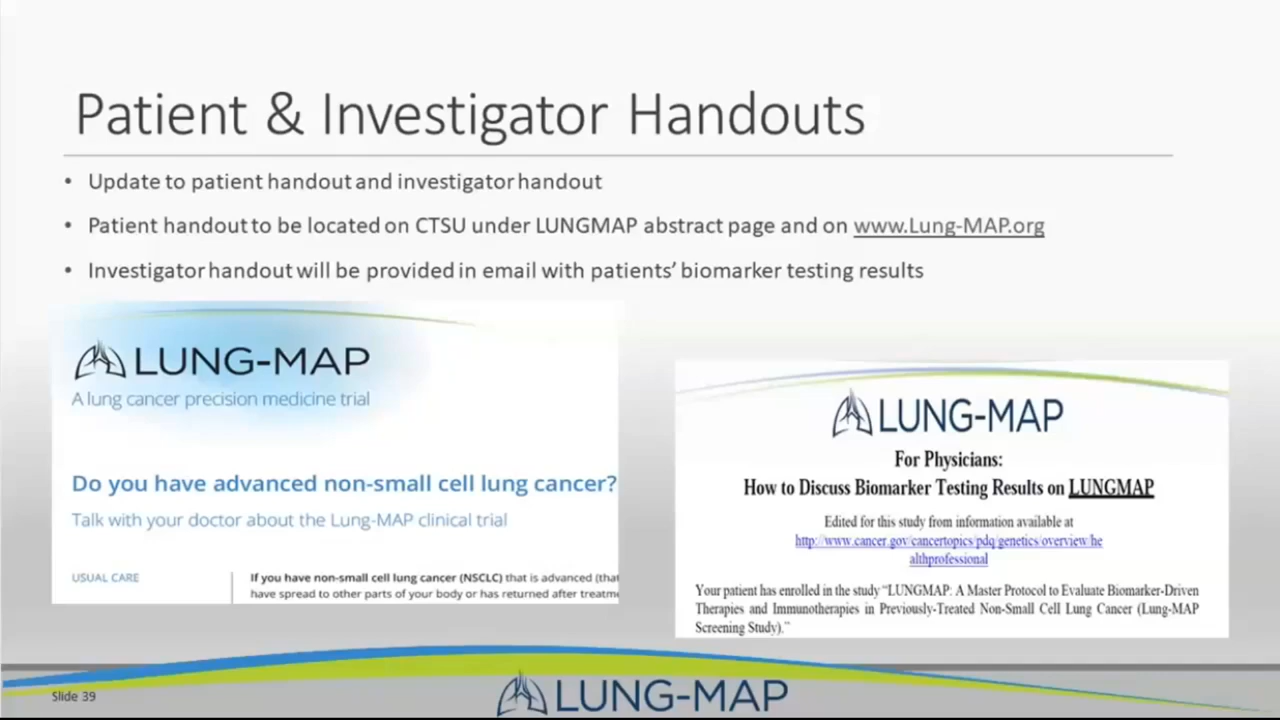 Patient & Investigator Handouts
• Update to patient handout and investigator handout
• Patient handout to be located on CTSU under LUNGMAP abstract page and on www.Lung-MAP.org
• Investigator handout will be provided in email with patients’ biomarker testing results
LUNG-MAP
A lung cancer precision medicine trial
Do you have advanced non-small cell lung cancer?
Talk with your doctor about the Lung-MAP clinical trial
USUAL CARE
If you have non-small cell lung cancer (NSCLC) that is advanced (that
have spread to other parts of your body or has returned after treatme
LUNG-MAP
For Physicians:
How to Discuss Biomarker Testing Results on LUNGMAP
Edited for this study from information available at
http://www.cancer.gov/cancertopics/pdq/genetics/overview/he
althprofessional
Your patient has enrolled in the study “LUNGMAP: A Master Protocol to Evaluate Biomarker-Driven
Therapies and Immunotherapies in Previously-Treated Non-Small Cell Lung Cancer (Lung-MAP
Screening Study).”
Slide 39
LUNG-MAP